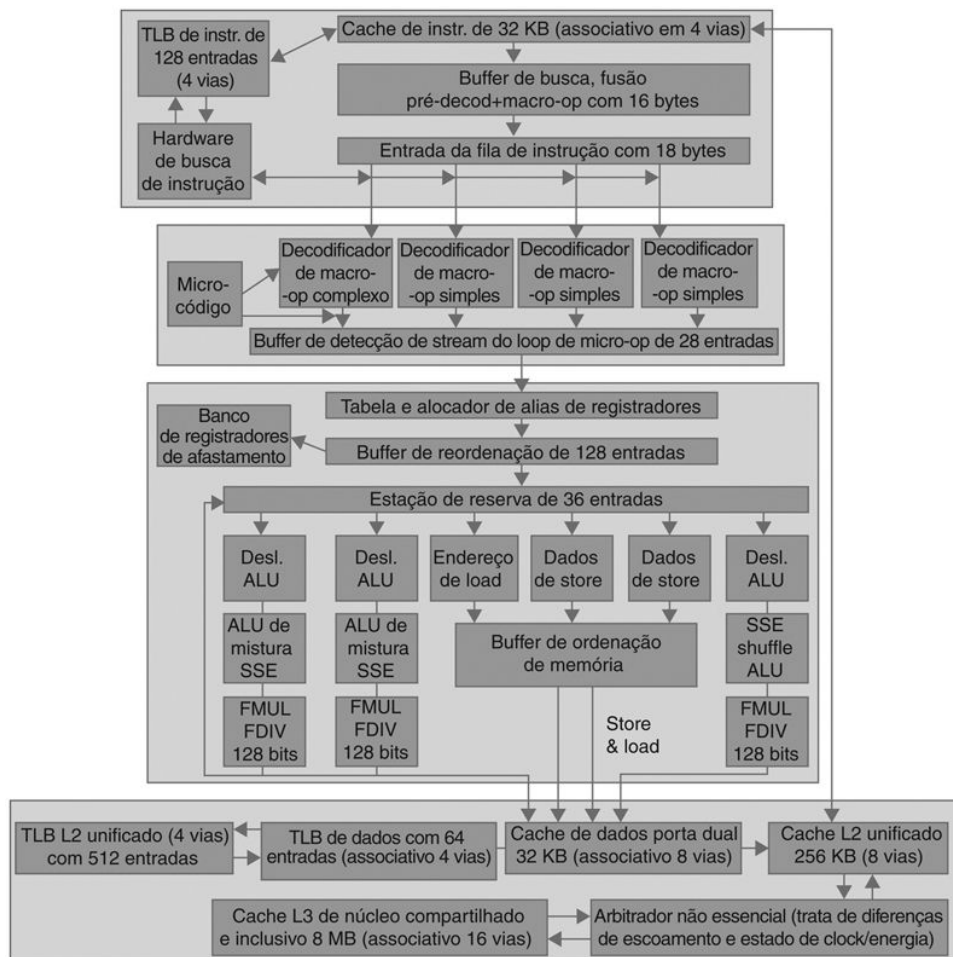 TLB de instr. de
128 entradas
(4 vias)
Cache de instr. de 32 KB (associativo em 4 vias)
Buffer de busca, fusão
pré-decod+macro-op com 16 bytes
Hardware
de busca
de instrução
Entrada da fila de instrução com 18 bytes
Micro-
código
Decodificador
de macro-
-op complexo
Decodificador
de macro-
-op simples
Decodificador
de macro-
-op simples
Decodificador
de macro-
-op simples
Buffer de detecção de stream do loop de micro-op de 28 entradas
Tabela e alocador de alias de registradores
Banco
de registradores
de afastamento
Buffer de reordenação de 128 entradas
Estação de reserva de 36 entradas
Desl.
ALU
Desl.
ALU
Endereço
de load
Dados
de store
Dados
de store
Desl.
ALU
ALU de
mistura
SSE
ALU de
mistura
SSE
Buffer de ordenação
de memória
SSE
shuffle
ALU
FMUL
FDIV
128 bits
FMUL
FDIV
128 bits
Store
& load
FMUL
FDIV
128 bits
TLB L2 unificado (4 vias)
com 512 entradas
TLB de dados com 64
entradas (associativo 4 vias)
Cache de dados porta dual
32 KB (associativo 8 vias)
Cache L2 unificado
256 KB (8 vias)
Cache L3 de núcleo compartilhado
e inclusivo 8 MB (associativo 16 vias)
Arbitrador não essencial (trata de diferenças
de escoamento e estado de clock/energia)